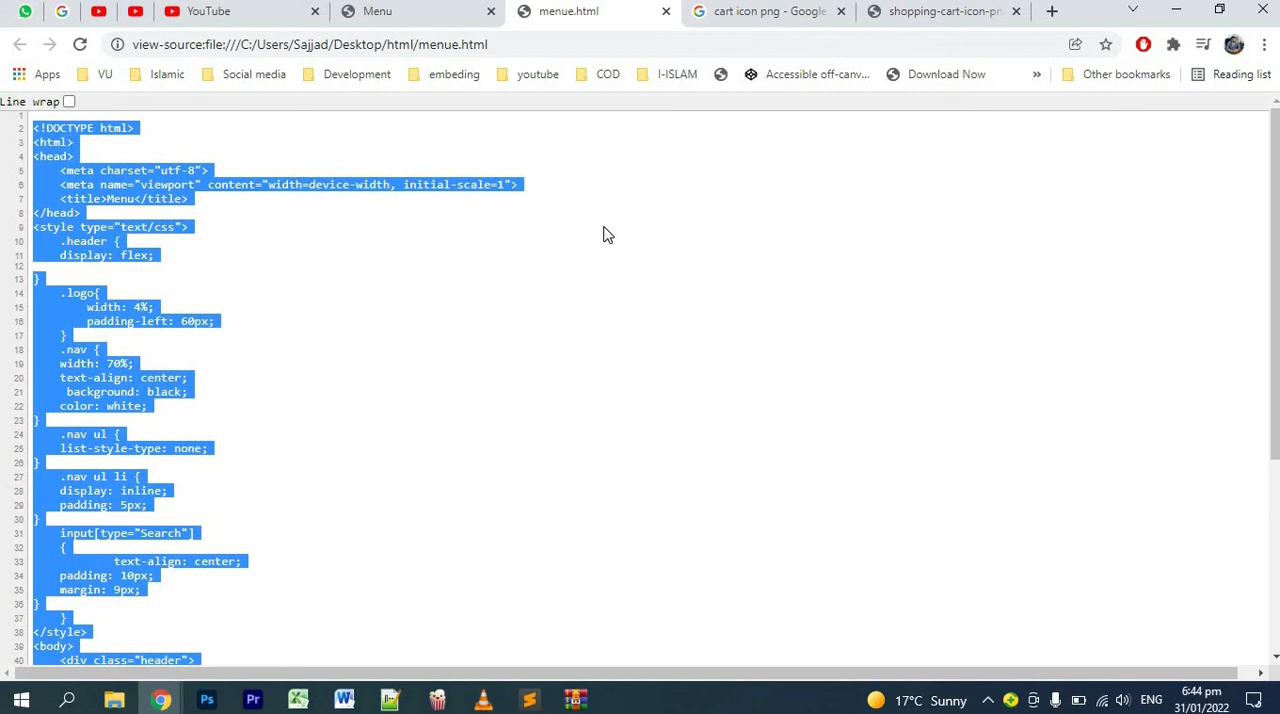 YouTube
Menu
menue.html
cart icon png - Google
shopping-cart-icon-pn
view-source:file:///C:/Users/Sajjad/Desktop/html/menue.html
Apps VU Islamic Social media Development embeding youtube COD I-ISLAM Accessible off-canv... Download Now » Other bookmarks Reading list
Line wrap
1
2 <!DOCTYPE html>
3 <html>
4 <head>
5 <meta charset="utf-8">
6 <meta name="viewport" content="width=device-width, initial-scale=1">
7 <title>Menu</title>
8 </head>
9 <style type="text/css">
10 .header {
11 display: flex;
12
13 }
14 .logo{
15 width: 4%;
16 padding-left: 60px;
17 }
18 .nav {
19 width: 70%;
20 text-align: center;
21 background: black;
22 color: white;
23 }
24 .nav ul {
25 list-style-type: none;
26 }
27 .nav ul li {
28 display: inline;
29 padding: 5px;
30 }
31 input[type="Search"]
32 {
33 text-align: center;
34 padding: 10px;
35 margin: 9px;
36 }
37 }
38 </style>
39 <body>
40 <div class="header">
Ps Pr 17°C Sunny ENG
6:44 pm
31/01/2022